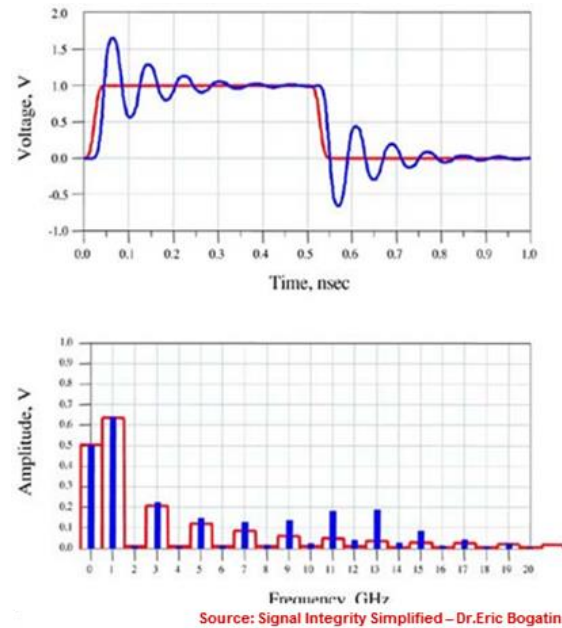 2.0
1.5
1.0
0.5
0.0
-0.5
-1.0
Voltage, V
0.0 0.1 0.2 0.3 0.4 0.5 0.6 0.7 0.8 0.9 1.0
Time, nsec
1.0
0.9
0.8
0.7
0.6
0.5
0.4
0.3
0.2
0.1
0.0
Amplitude, V
0 1 2 3 4 5 6 7 8 9 10 11 12 13 14 15 16 17 18 19 20
Frequency, GHz
Source: Signal Integrity Simplified – Dr.Eric Bogatin